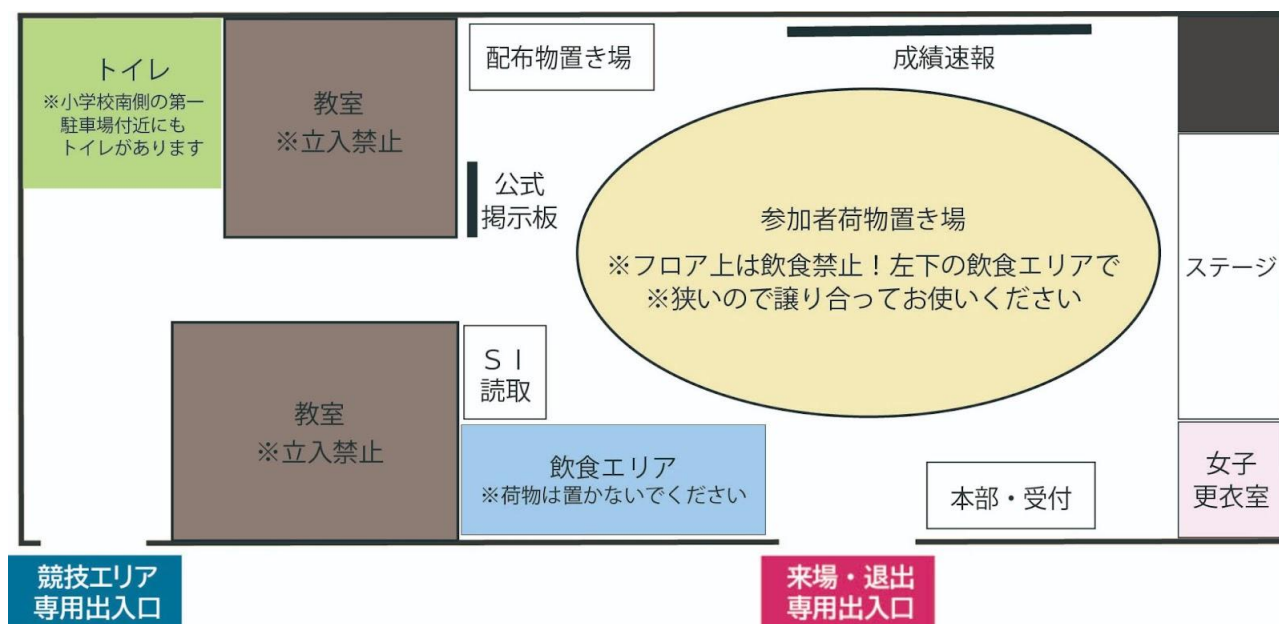 トイレ
※小学校南側の第一
駐車場付近にも
トイレがあります
教室
※立入禁止
配布物置き場
成績速報
公式
掲示板
参加者荷物置き場
※フロア上は飲食禁止！左下の飲食エリアで
※狭いので譲り合ってお使いください
ステージ
教室
※立入禁止
ＳＩ
読取
飲食エリア
※荷物は置かないでください
本部・受付
女子
更衣室
競技エリア
専用出入口
来場・退出
専用出入口